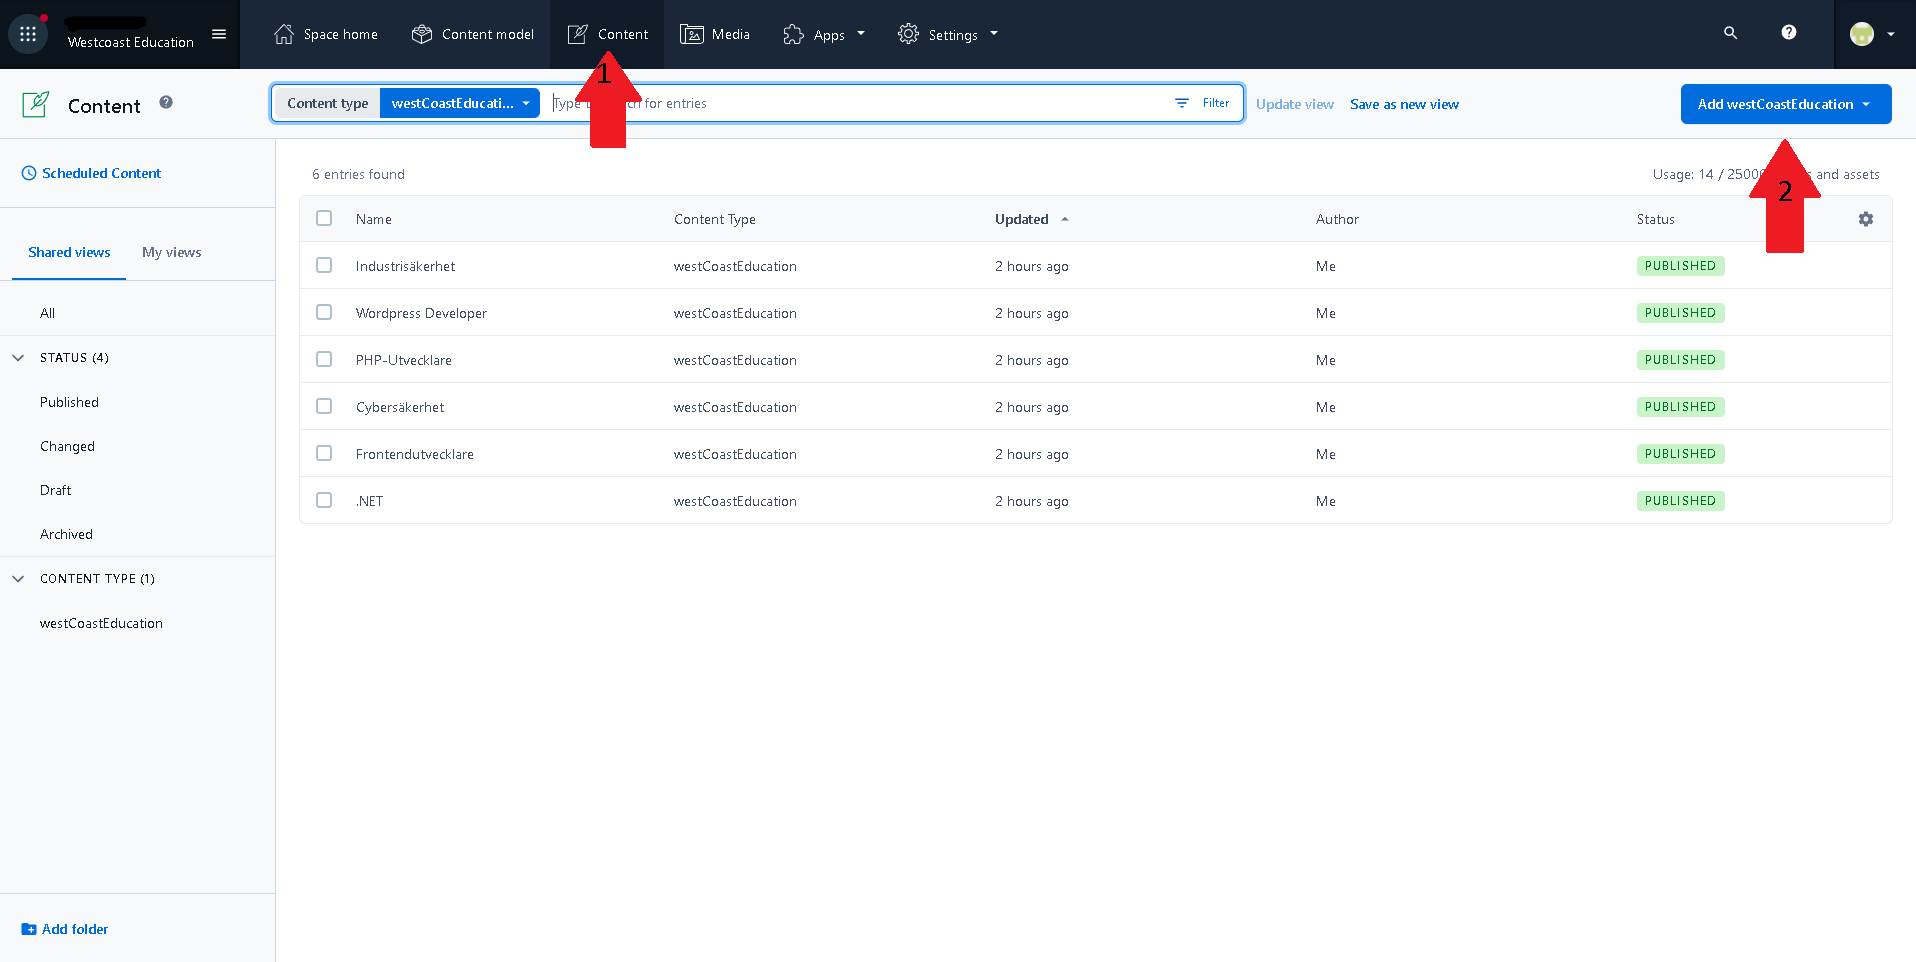 Westcoast Education
Space home
Content model
Content
Media
Apps
Settings
1
Content
Content type
westCoastEducati...
for entries
Filter
Update view
Save as new view
Add westCoastEducation
2
Scheduled Content
Shared views
My views
All
STATUS (4)
Published
Changed
Draft
Archived
CONTENT TYPE (1)
westCoastEducation
Add folder
6 entries found
Usage: 14 / and assets
Name Content Type Updated Author Status
Industrisäkerhet westCoastEducation 2 hours ago Me PUBLISHED
Wordpress Developer westCoastEducation 2 hours ago Me PUBLISHED
PHP-Utvecklare westCoastEducation 2 hours ago Me PUBLISHED
Cybersäkerhet westCoastEducation 2 hours ago Me PUBLISHED
Frontendutvecklare westCoastEducation 2 hours ago Me PUBLISHED
.NET westCoastEducation 2 hours ago Me PUBLISHED